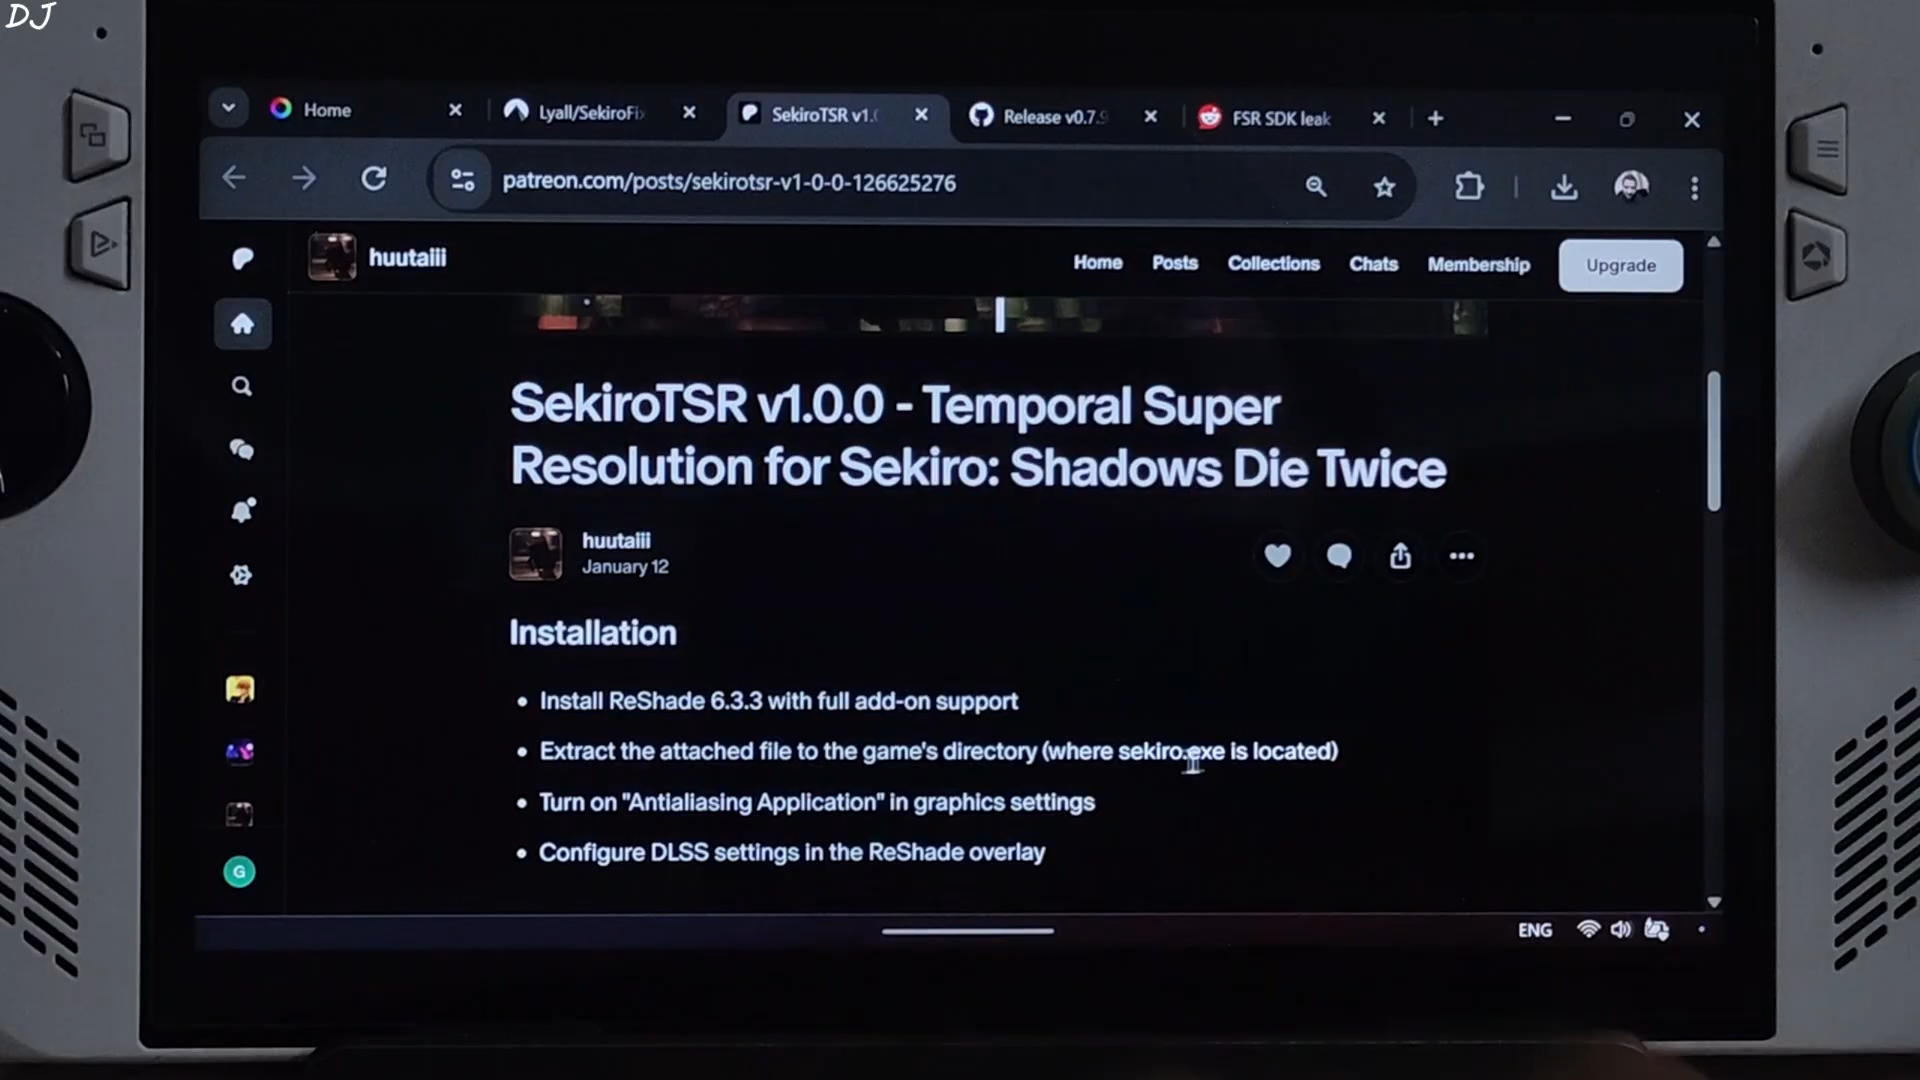 DJ
Home
Lyall/SekiroFix
SekiroTSR v1.0
Release v0.7.9
FSR SDK leak
patreon.com/posts/sekirotsr-v1-0-0-126625276
huutaiii
Home
Posts
Collections
Chats
Membership
Upgrade
SekiroTSR v1.0.0 - Temporal Super
Resolution for Sekiro: Shadows Die Twice
huutaiii
January 12
Installation
• Install ReShade 6.3.3 with full add-on support
• Extract the attached file to the game's directory (where sekiro.exe is located)
• Turn on "Antialiasing Application" in graphics settings
• Configure DLSS settings in the ReShade overlay
G
ENG